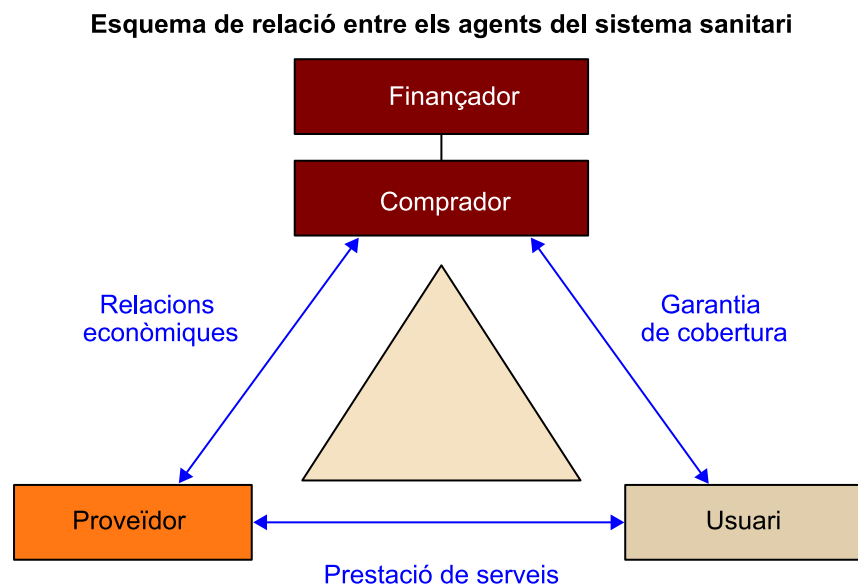 Esquema de relació entre els agents del sistema sanitari
Finançador
Comprador
Relacions
econòmiques
Garantia
de cobertura
Proveïdor
Usuari
Prestació de serveis